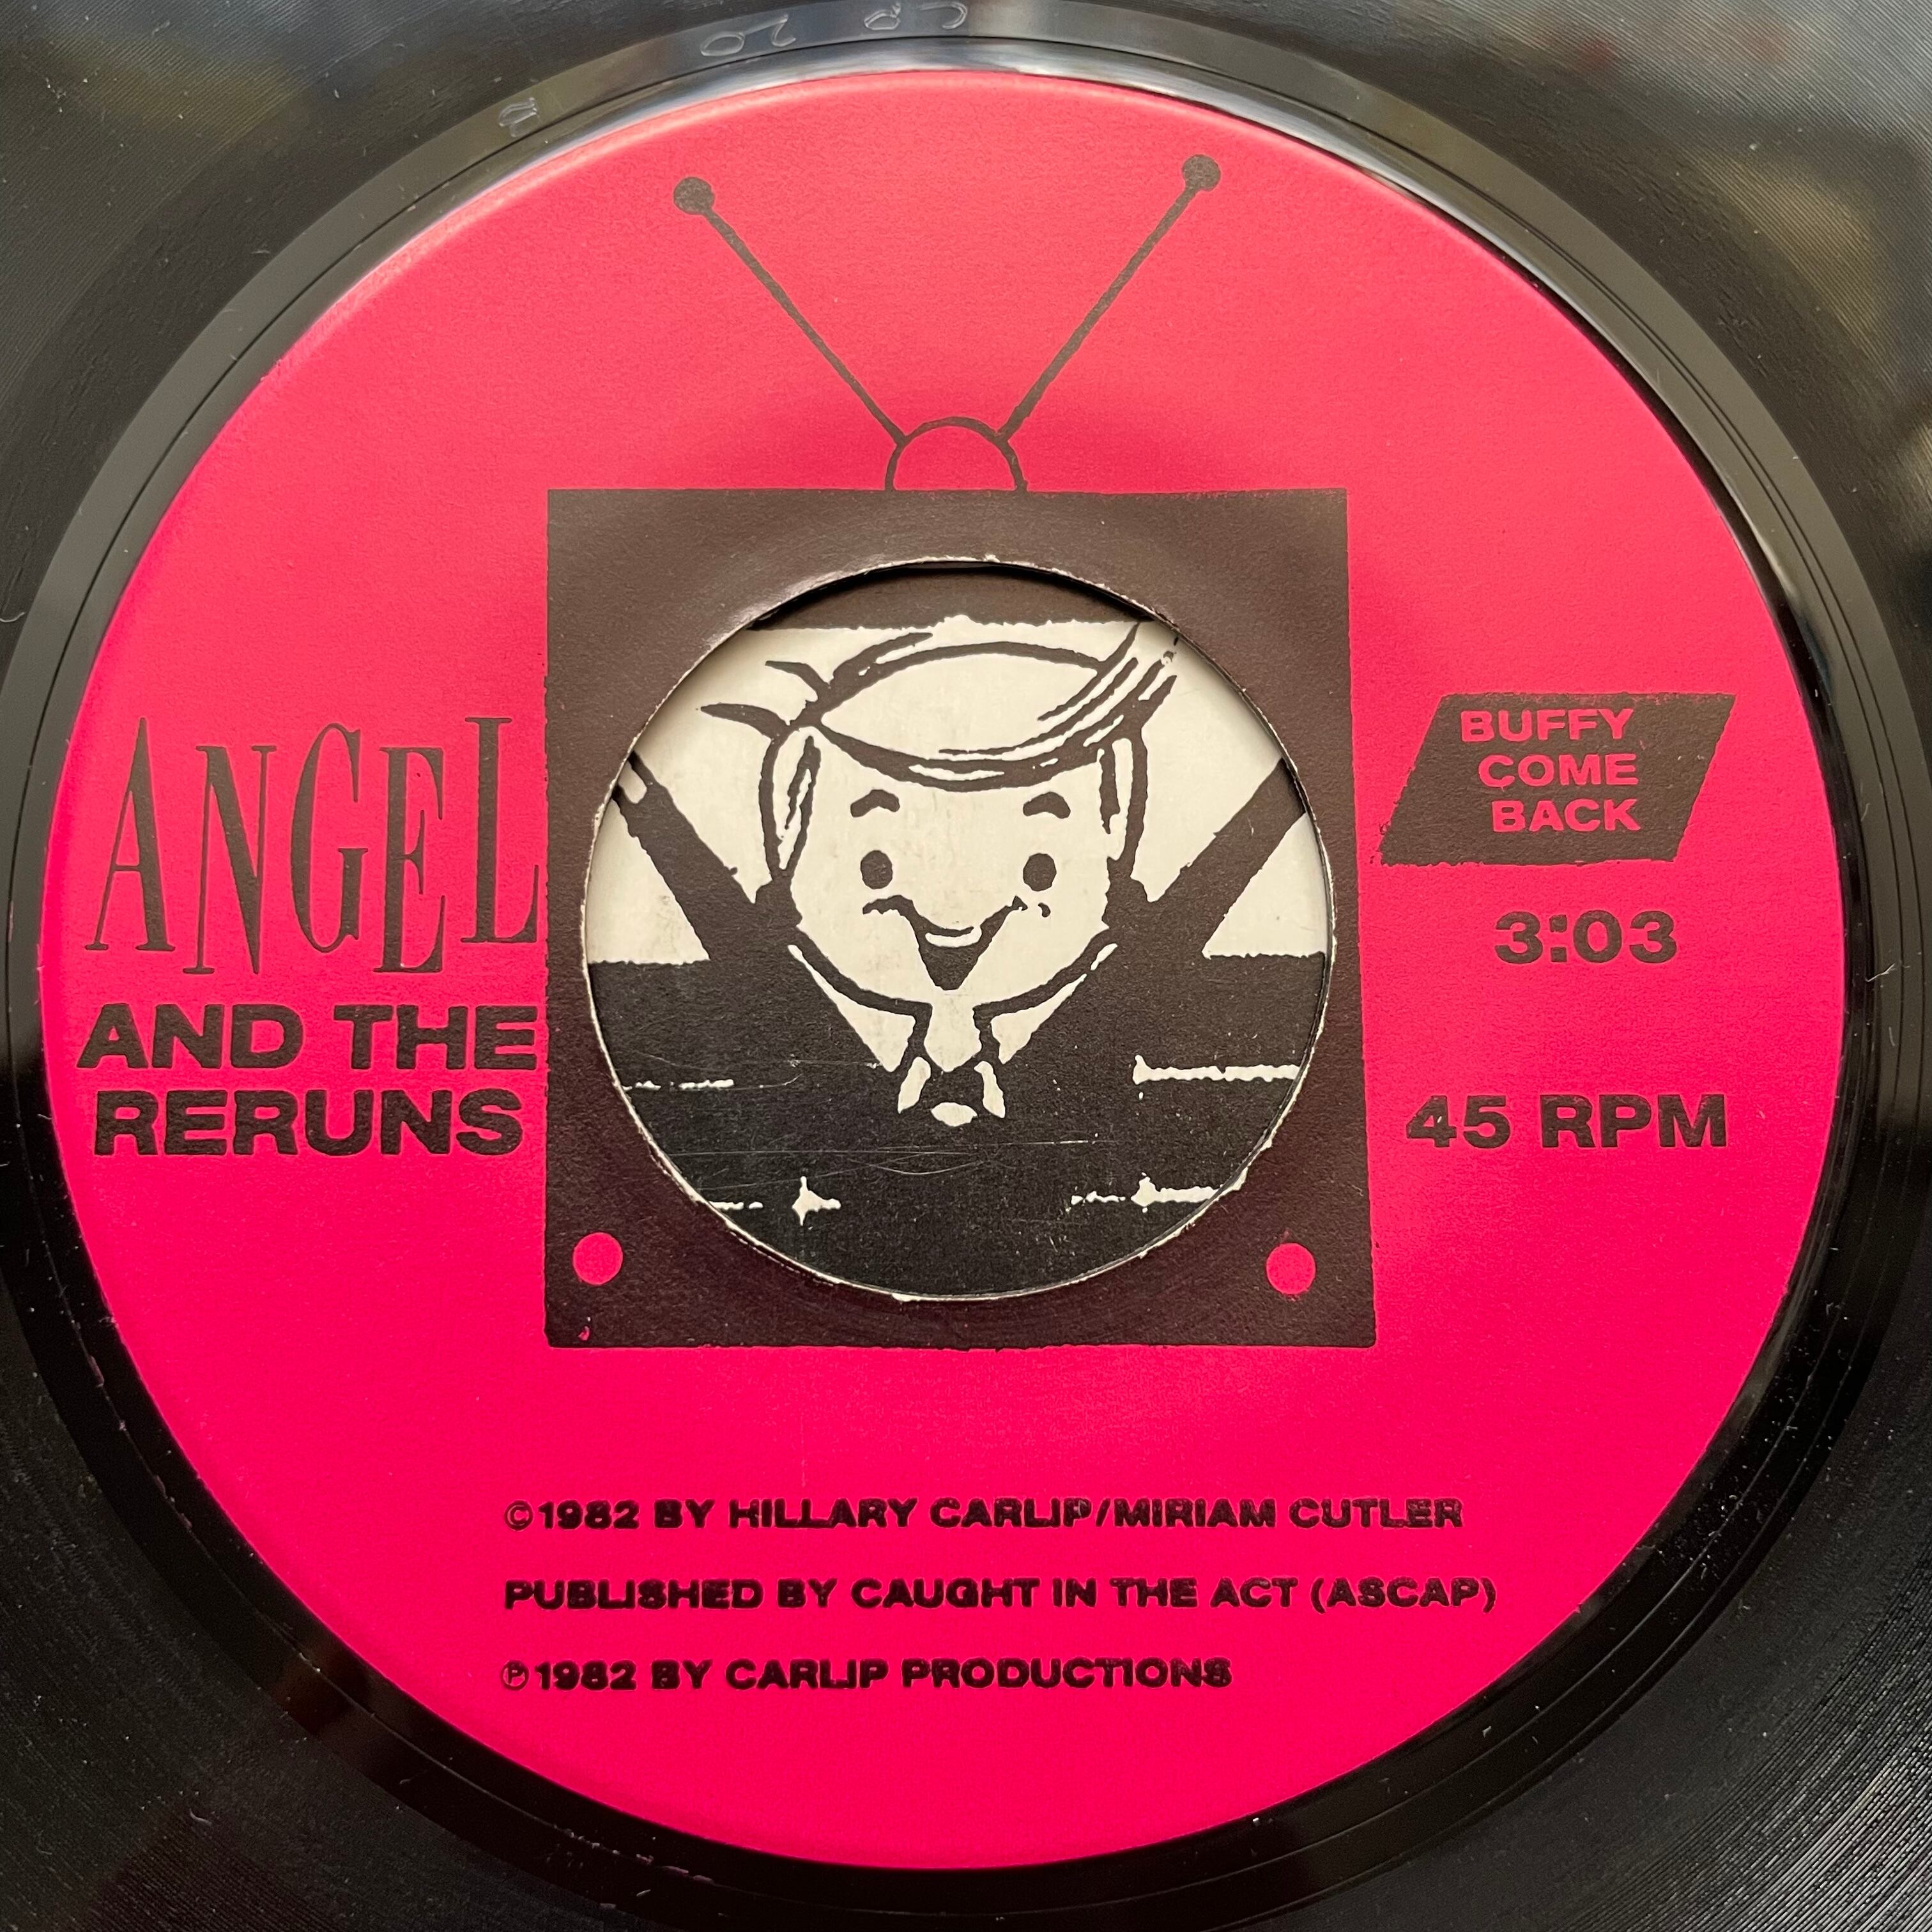 ANGEL
AND THE
RERUNS
BUFFY
COME
BACK
3:03
45 RPM
©1982 BY HILLARY CARLIP/MIRIAM CUTLER
PUBLISHED BY CAUGHT IN THE ACT (ASCAP)
℗1982 BY CARLIP PRODUCTIONS